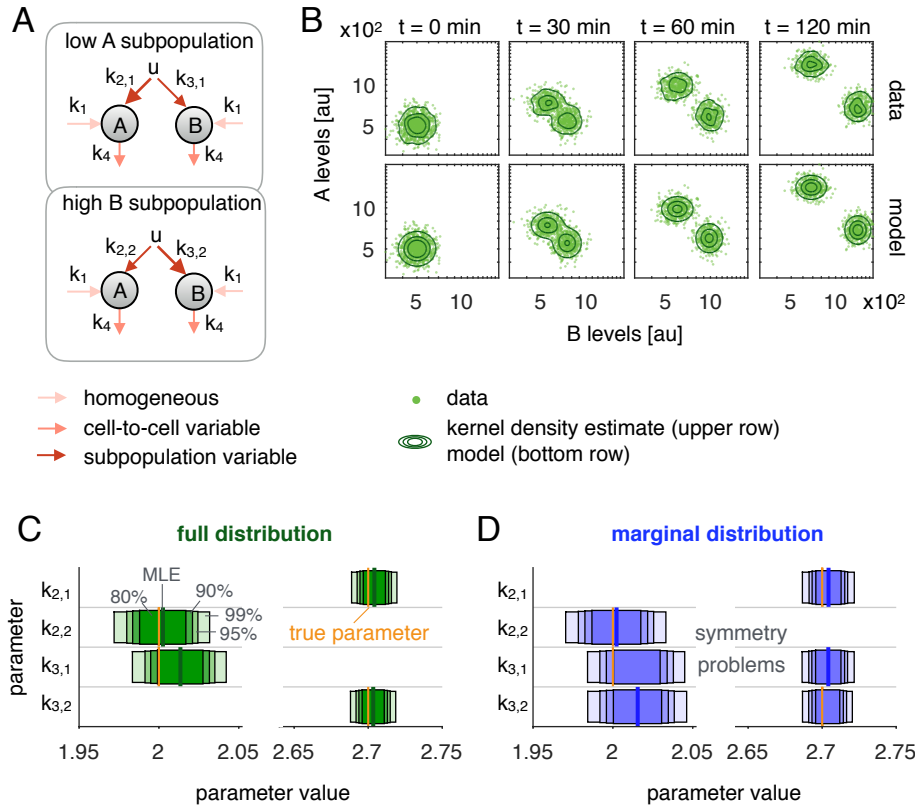 A
low A subpopulation
u
k2,1
k3,1
k1
A
B
k1
k4
k4
high B subpopulation
u
k2,2
k3,2
k1
A
B
k1
k4
k4
homogeneous
cell-to-cell variable
subpopulation variable
B
x10²
t = 0 min
t = 30 min
t = 60 min
t = 120 min
10
5
data
10
5
model
A levels [au]
5 10
5 10
5 10
5 10
x10²
B levels [au]
data
kernel density estimate (upper row)
model (bottom row)
C
full distribution
MLE
80%
90%
99%
95%
true parameter
k2,1
k2,2
k3,1
k3,2
parameter
1.95 2 2.05
2.65 2.7 2.75
parameter value
D
marginal distribution
k2,1
k2,2
k3,1
k3,2
symmetry
problems
1.95 2 2.05
2.65 2.7 2.75
parameter value